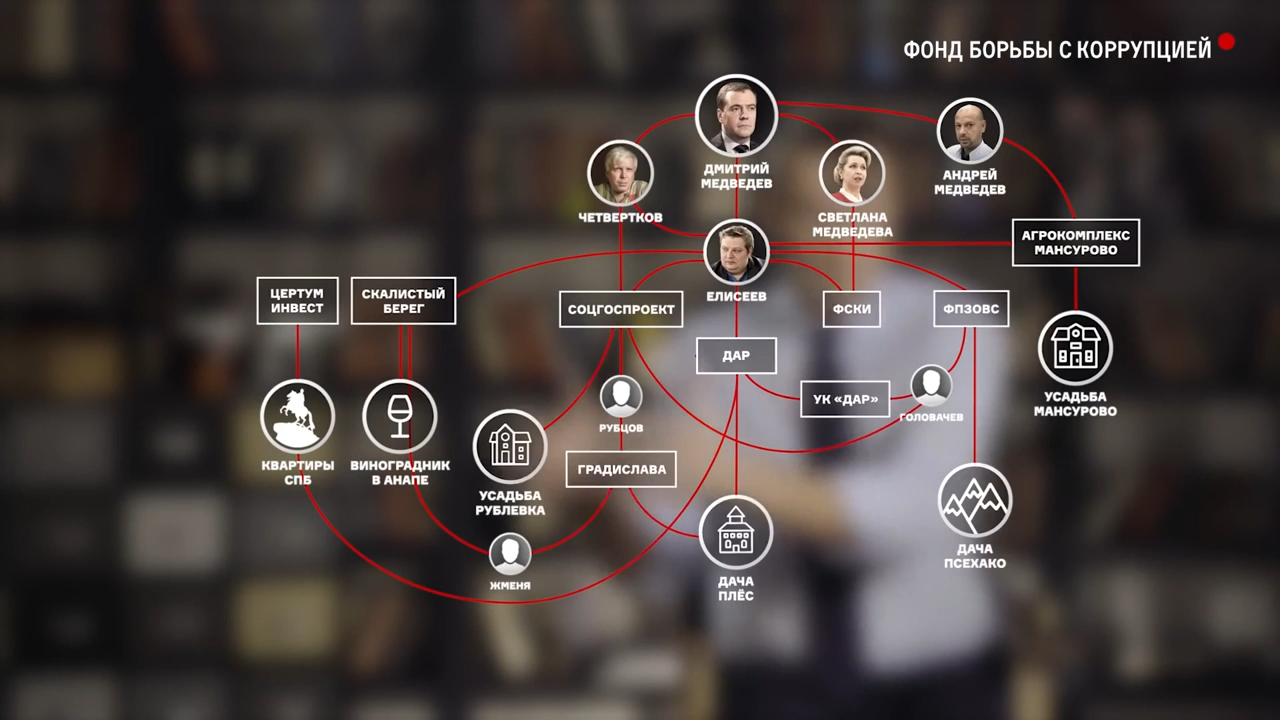 ФОНД БОРЬБЫ С КОРРУПЦИЕЙ
ДМИТРИЙ
МЕДВЕДЕВ
АНДРЕЙ
МЕДВЕДЕВ
ЧЕТВЕРТКОВ
СВЕТЛАНА
МЕДВЕДЕВА
АГРОКОМПЛЕКС
МАНСУРОВО
ЕЛИСЕЕВ
ЦЕРТУМ
ИНВЕСТ
СКАЛИСТЫЙ
БЕРЕГ
СОЦГОСПРОЕКТ
ФСКИ
ФПЗОВС
ДАР
УК «ДАР»
ГОЛОВАЧЕВ
УСАДЬБА
МАНСУРОВО
РУБЦОВ
КВАРТИРЫ
СПБ
ВИНОГРАДНИК
В АНАПЕ
ГРАДИСЛАВА
УСАДЬБА
РУБЛЕВКА
ДАЧА
ПСЕХАКО
ЖМЕНЯ
ДАЧА
ПЛЁС